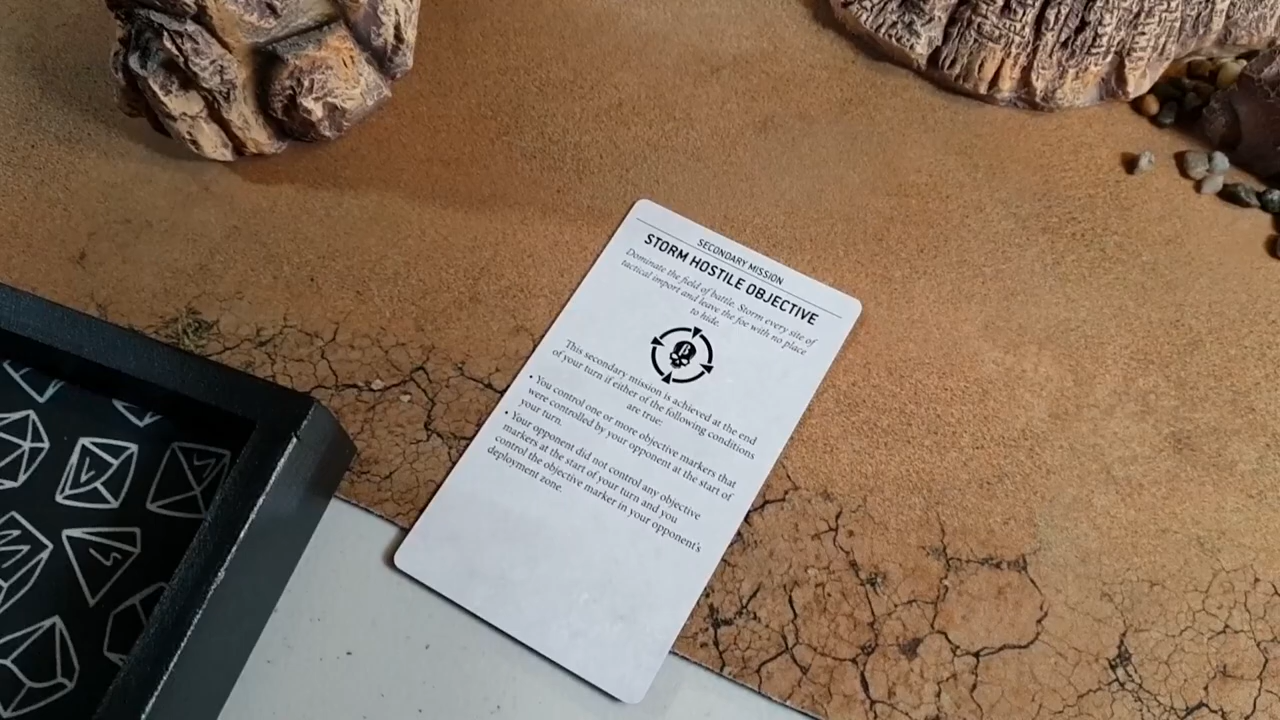 SECONDARY MISSION
STORM HOSTILE OBJECTIVE
Dominate the field of battle. Storm every site of
tactical import and leave the foe with no place
to hide.
This secondary mission is achieved at the end
of your turn if either of the following conditions
are true:
• You control one or more objective markers that
were controlled by your opponent at the start of
your turn.
• Your opponent did not control any objective
markers at the start of your turn and you
control the objective marker in your opponent's
deployment zone.